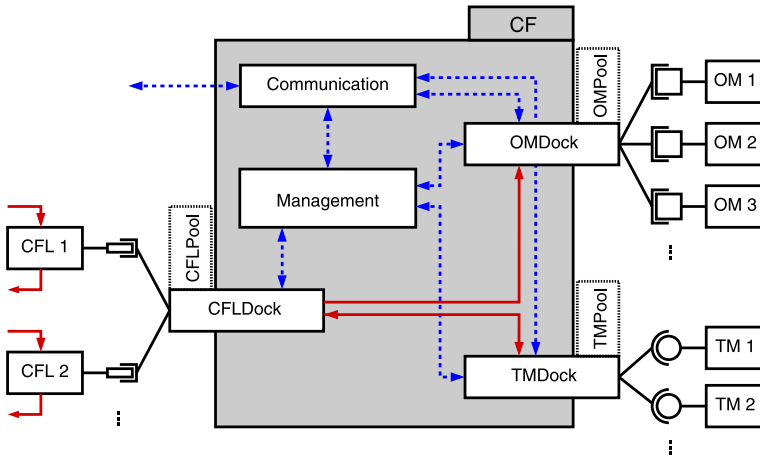 CF
Communication
OMPool
OM 1
OMDock
OM 2
Management
OM 3
CFLPool
CFL 1
CFLDock
TMPool
TM 1
CFL 2
TMDock
TM 2